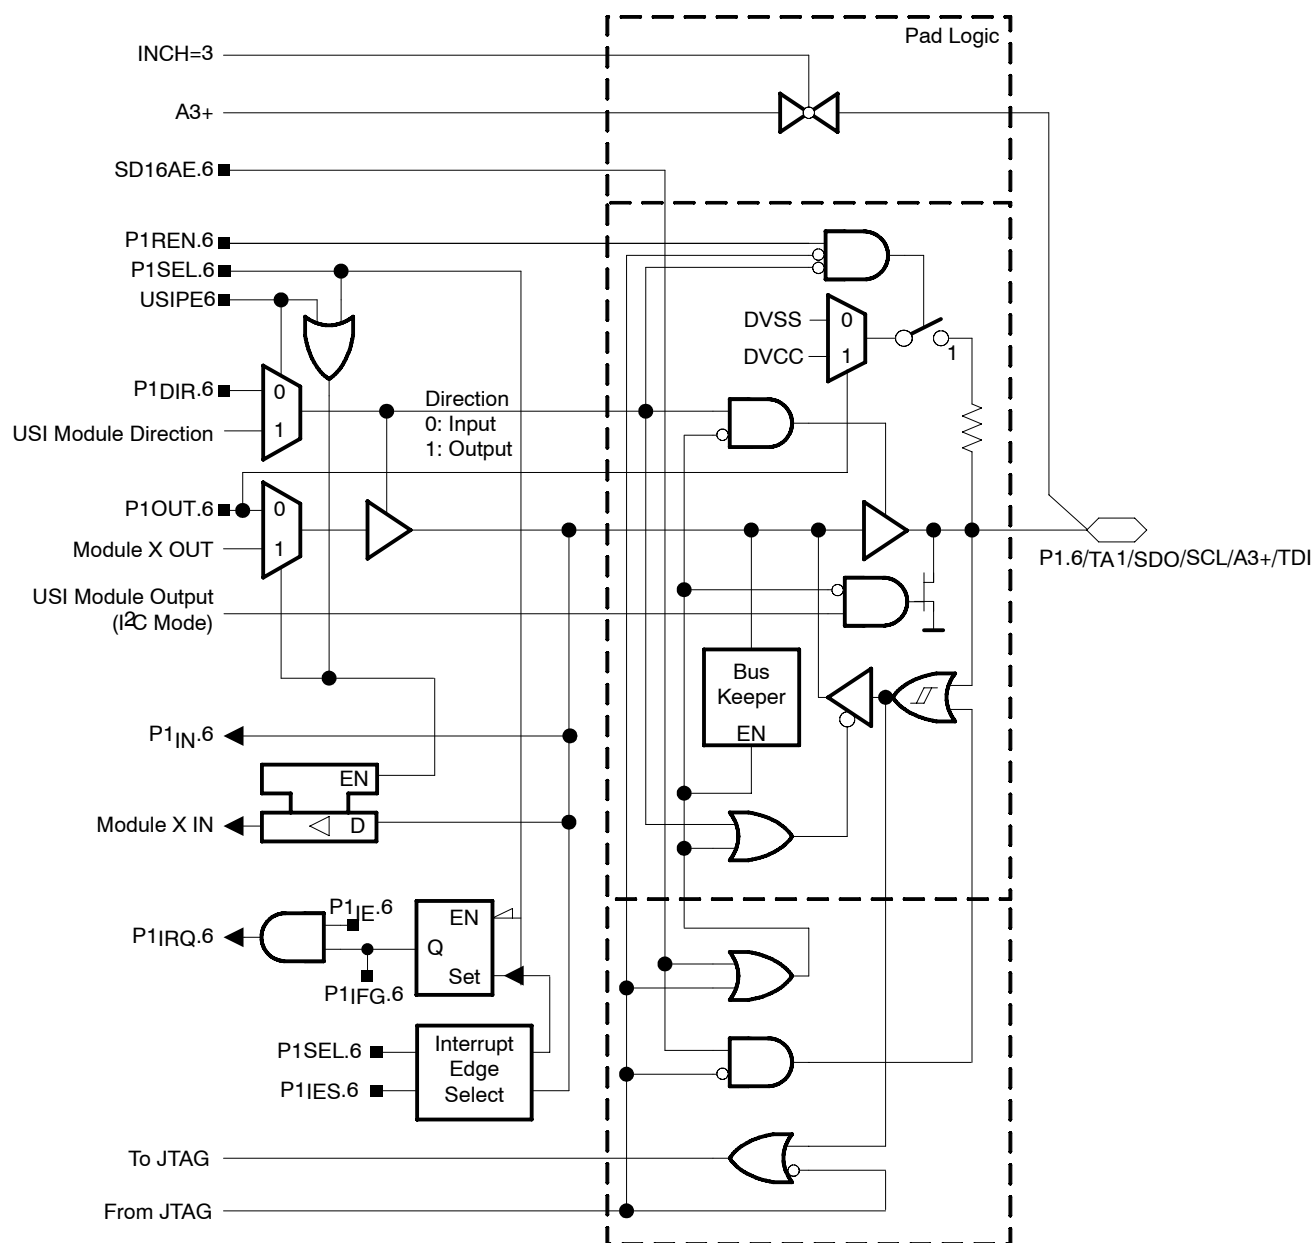 Pad Logic
INCH=3
A3+
SD16AE.6
P1REN.6
P1SEL.6
USIPE6
DVSS
0
DVCC
1
1
P1DIR.6
0
USI Module Direction
1
Direction
0: Input
1: Output
P1OUT.6
0
Module X OUT
1
P1.6/TA1/SDO/SCL/A3+/TDI
USI Module Output
(I2C Mode)
Bus
Keeper
EN
P1IN.6
EN
Module X IN
D
P1IE.6
EN
P1IRQ.6
Q
Set
P1IFG.6
P1SEL.6
Interrupt
Edge
Select
P1IES.6
To JTAG
From JTAG